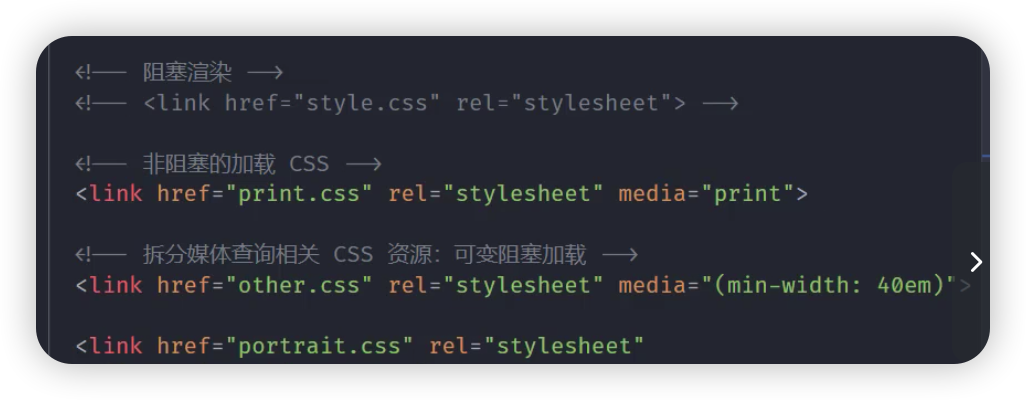 <!-- 阻塞渲染 -->
<!-- <link href="style.css" rel="stylesheet"> -->
<!-- 非阻塞的加载 CSS -->
<link href="print.css" rel="stylesheet" media="print">
<!-- 拆分媒体查询相关 CSS 资源：可变阻塞加载 -->
<link href="other.css" rel="stylesheet" media="(min-width: 40em)">
<link href="portrait.css" rel="stylesheet"